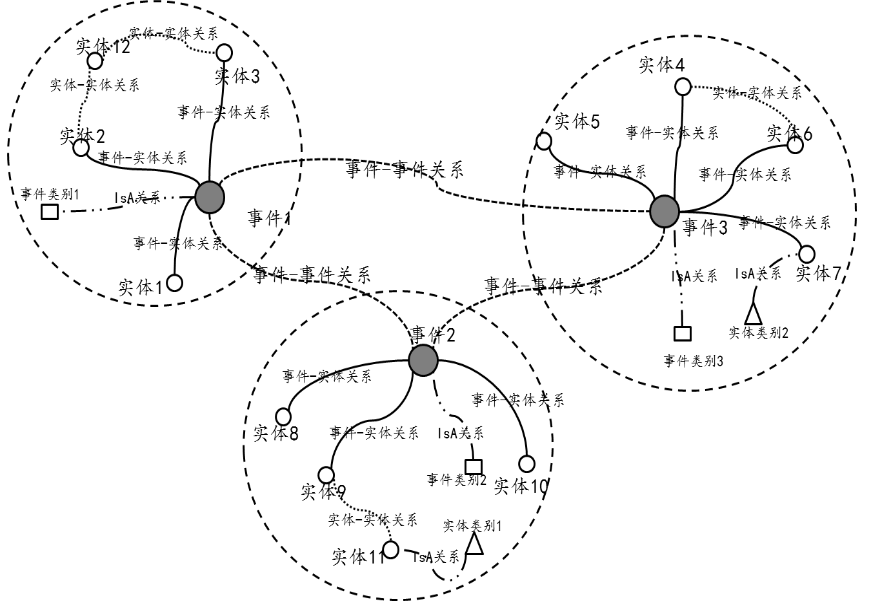 实体-实体关系
实体12
实体3
实体-实体关系
事件-实体关系
实体2
事件-实体关系
事件类别1
IsA关系
事件1
事件-实体关系
实体1
事件-事件关系
事件-事件关系
事件-事件关系
实体4
实体-实体关系
实体5
事件-实体关系
实体6
事件-实体关系
事件-实体关系
事件3
事件-实体关系
IsA关系
IsA关系
实体7
实体类别2
事件类别3
事件2
事件-实体关系
事件-实体关系
实体8
事件-实体关系
IsA关系
事件类别2
实体10
实体9
实体-实体关系
实体类别1
实体11
IsA关系